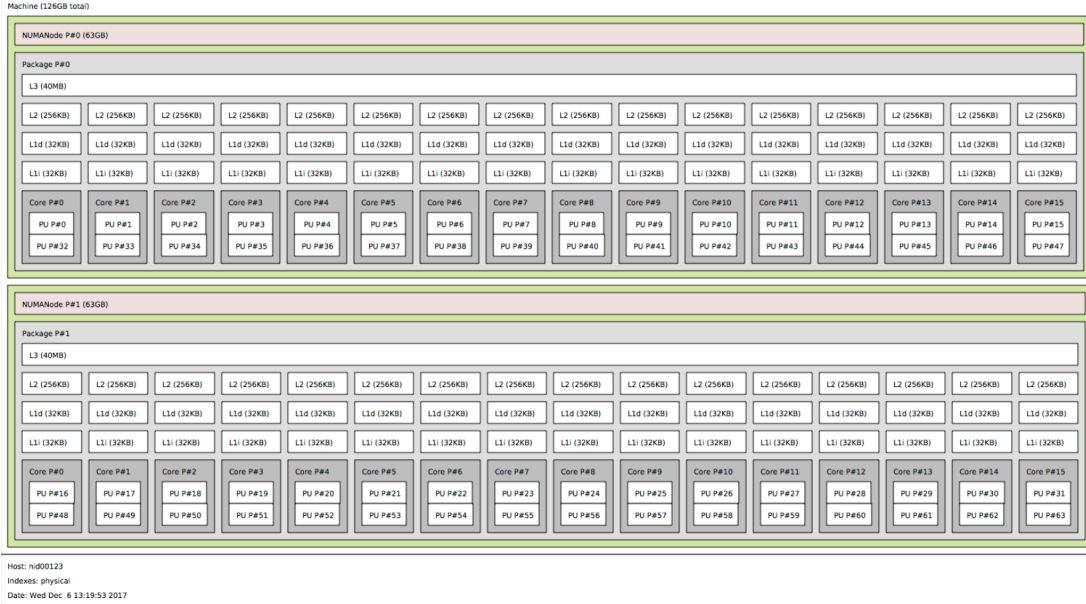 Machine (126GB total)
NUMANode P#0 (63GB)
Package P#0
L3 (40MB)
L2 (256KB) L2 (256KB) L2 (256KB) L2 (256KB) L2 (256KB) L2 (256KB) L2 (256KB) L2 (256KB) L2 (256KB) L2 (256KB) L2 (256KB) L2 (256KB) L2 (256KB) L2 (256KB) L2 (256KB) L2 (256KB)
L1d (32KB) L1d (32KB) L1d (32KB) L1d (32KB) L1d (32KB) L1d (32KB) L1d (32KB) L1d (32KB) L1d (32KB) L1d (32KB) L1d (32KB) L1d (32KB) L1d (32KB) L1d (32KB) L1d (32KB) L1d (32KB)
L1i (32KB) L1i (32KB) L1i (32KB) L1i (32KB) L1i (32KB) L1i (32KB) L1i (32KB) L1i (32KB) L1i (32KB) L1i (32KB) L1i (32KB) L1i (32KB) L1i (32KB) L1i (32KB) L1i (32KB) L1i (32KB)
Core P#0 Core P#1 Core P#2 Core P#3 Core P#4 Core P#5 Core P#6 Core P#7 Core P#8 Core P#9 Core P#10 Core P#11 Core P#12 Core P#13 Core P#14 Core P#15
PU P#0 PU P#1 PU P#2 PU P#3 PU P#4 PU P#5 PU P#6 PU P#7 PU P#8 PU P#9 PU P#10 PU P#11 PU P#12 PU P#13 PU P#14 PU P#15
PU P#32 PU P#33 PU P#34 PU P#35 PU P#36 PU P#37 PU P#38 PU P#39 PU P#40 PU P#41 PU P#42 PU P#43 PU P#44 PU P#45 PU P#46 PU P#47
NUMANode P#1 (63GB)
Package P#1
L3 (40MB)
L2 (256KB) L2 (256KB) L2 (256KB) L2 (256KB) L2 (256KB) L2 (256KB) L2 (256KB) L2 (256KB) L2 (256KB) L2 (256KB) L2 (256KB) L2 (256KB) L2 (256KB) L2 (256KB) L2 (256KB) L2 (256KB)
L1d (32KB) L1d (32KB) L1d (32KB) L1d (32KB) L1d (32KB) L1d (32KB) L1d (32KB) L1d (32KB) L1d (32KB) L1d (32KB) L1d (32KB) L1d (32KB) L1d (32KB) L1d (32KB) L1d (32KB) L1d (32KB)
L1i (32KB) L1i (32KB) L1i (32KB) L1i (32KB) L1i (32KB) L1i (32KB) L1i (32KB) L1i (32KB) L1i (32KB) L1i (32KB) L1i (32KB) L1i (32KB) L1i (32KB) L1i (32KB) L1i (32KB) L1i (32KB)
Core P#0 Core P#1 Core P#2 Core P#3 Core P#4 Core P#5 Core P#6 Core P#7 Core P#8 Core P#9 Core P#10 Core P#11 Core P#12 Core P#13 Core P#14 Core P#15
PU P#16 PU P#17 PU P#18 PU P#19 PU P#20 PU P#21 PU P#22 PU P#23 PU P#24 PU P#25 PU P#26 PU P#27 PU P#28 PU P#29 PU P#30 PU P#31
PU P#48 PU P#49 PU P#50 PU P#51 PU P#52 PU P#53 PU P#54 PU P#55 PU P#56 PU P#57 PU P#58 PU P#59 PU P#60 PU P#61 PU P#62 PU P#63
Host: nid00123
Indexes: physical
Date: Wed Dec  6 13:19:53 2017